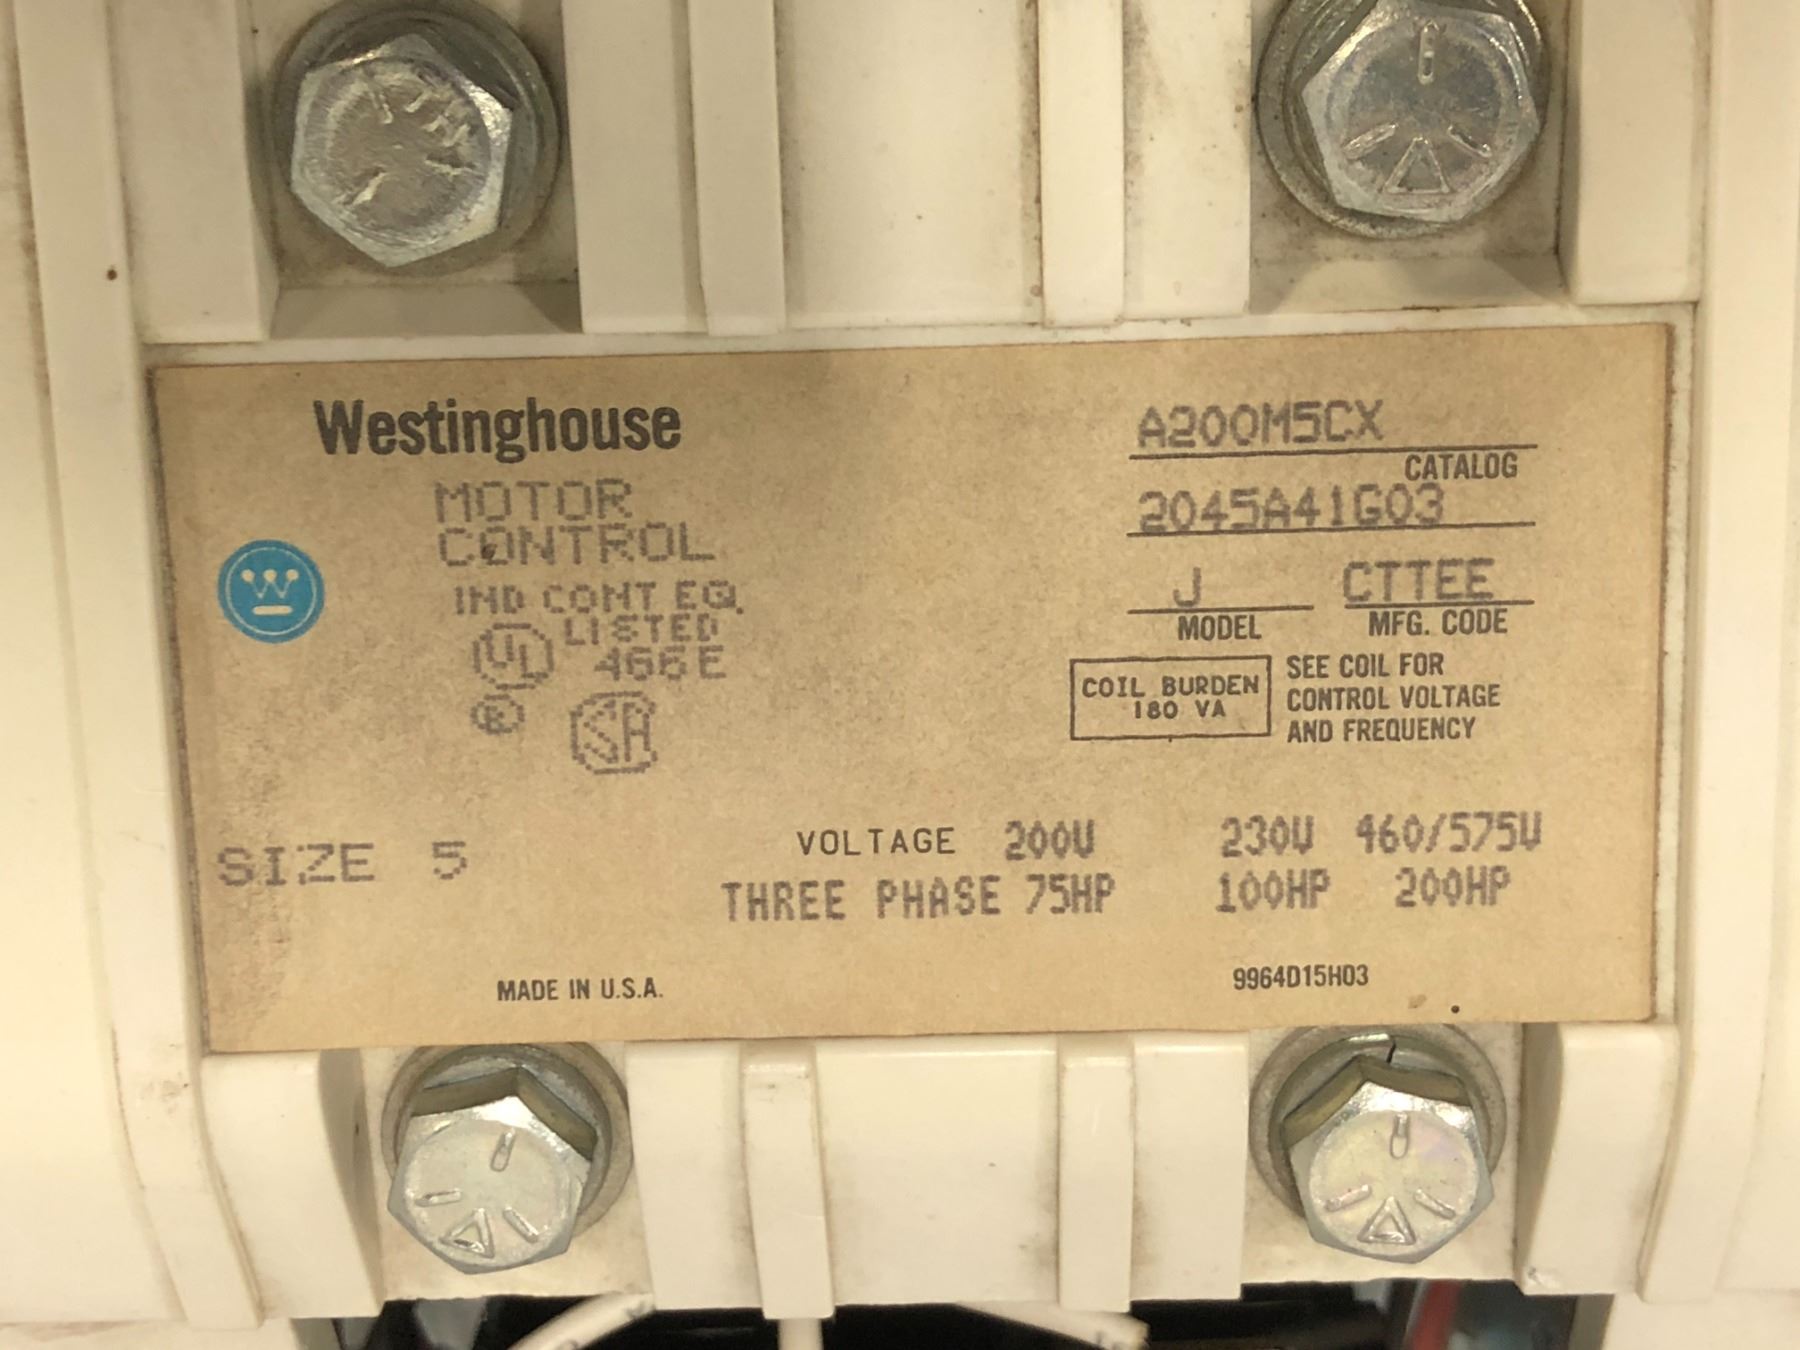 Westinghouse
MOTOR
CONTROL
IND CONT EQ.
UL LISTED
466E
R
SA
A200M5CX
CATALOG
2045A41G03
J CTTEE
MODEL MFG. CODE
COIL BURDEN
180 VA
SEE COIL FOR
CONTROL VOLTAGE
AND FREQUENCY
SIZE 5
VOLTAGE 200V 230V 460/575V
THREE PHASE 75HP 100HP 200HP
MADE IN U.S.A.
9964D15H03